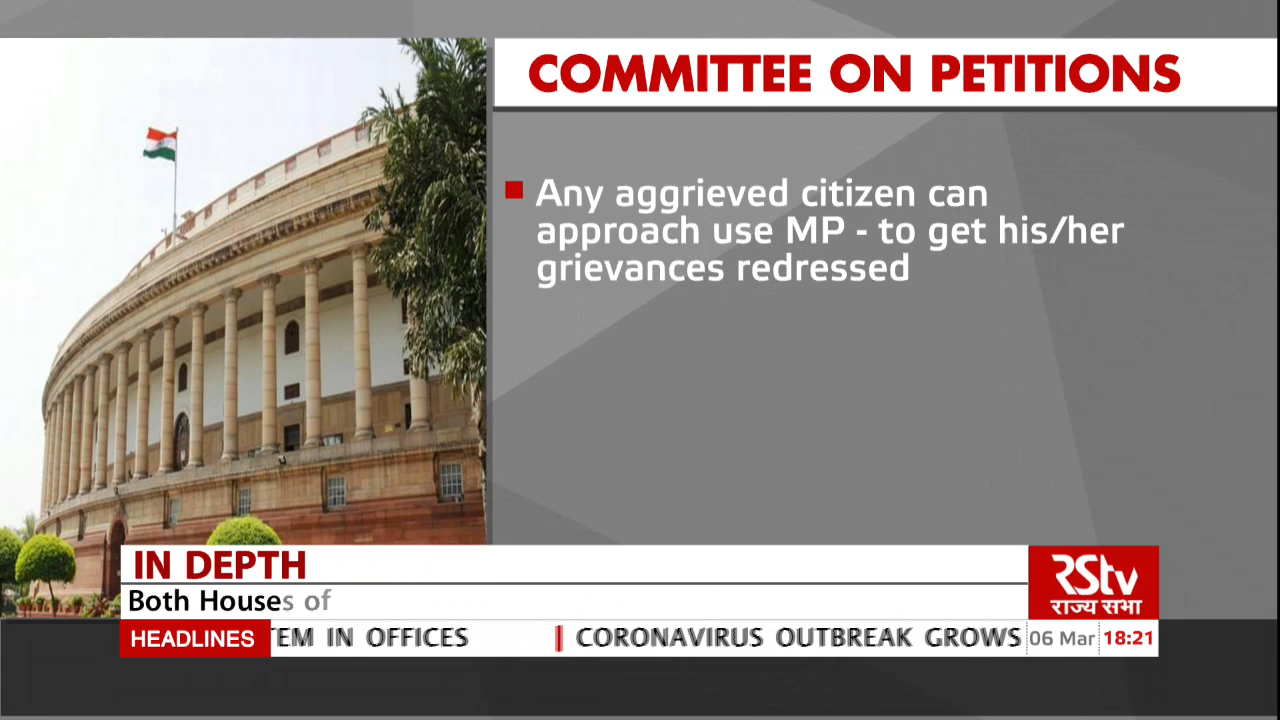 COMMITTEE ON PETITIONS
Any aggrieved citizen can
approach use MP - to get his/her
grievances redressed
IN DEPTH
Both Houses of
RSTV
राज्य सभा
HEADLINES TEM IN OFFICES | CORONAVIRUS OUTBREAK GROWS 06 Mar 18:21